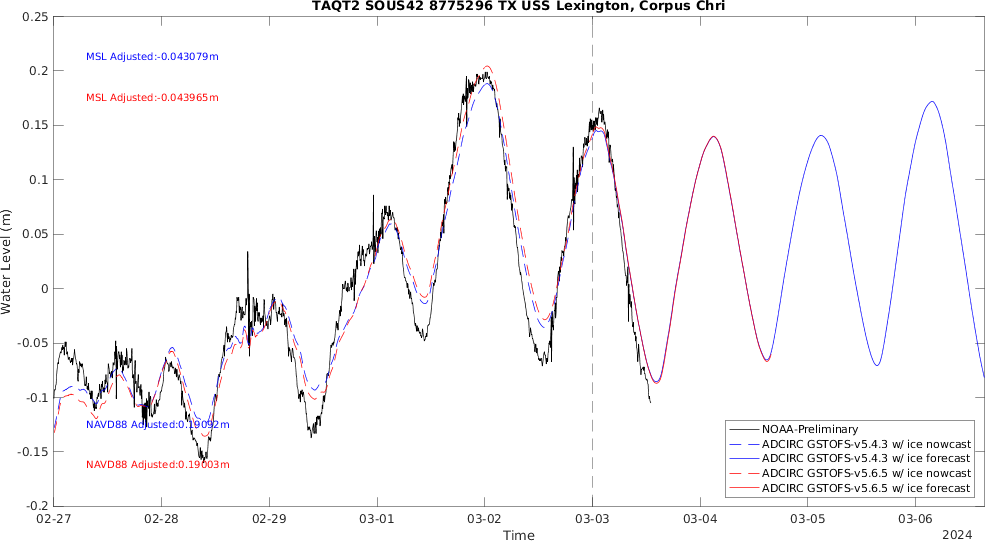 TAQT2 SOUS42 8775296 TX USS Lexington, Corpus Chri
0.25
0.2
0.15
0.1
0.05
0
-0.05
-0.1
-0.15
-0.2
Water Level (m)
MSL Adjusted:-0.043079m
MSL Adjusted:-0.043965m
NAVD88 Adjusted:0.19092m
NAVD88 Adjusted:0.19003m
NOAA-Preliminary
ADCIRC GSTOFS-v5.4.3 w/ ice nowcast
ADCIRC GSTOFS-v5.4.3 w/ ice forecast
ADCIRC GSTOFS-v5.6.5 w/ ice nowcast
ADCIRC GSTOFS-v5.6.5 w/ ice forecast
02-27 02-28 02-29 03-01 03-02 03-03 03-04 03-05 03-06
Time
2024